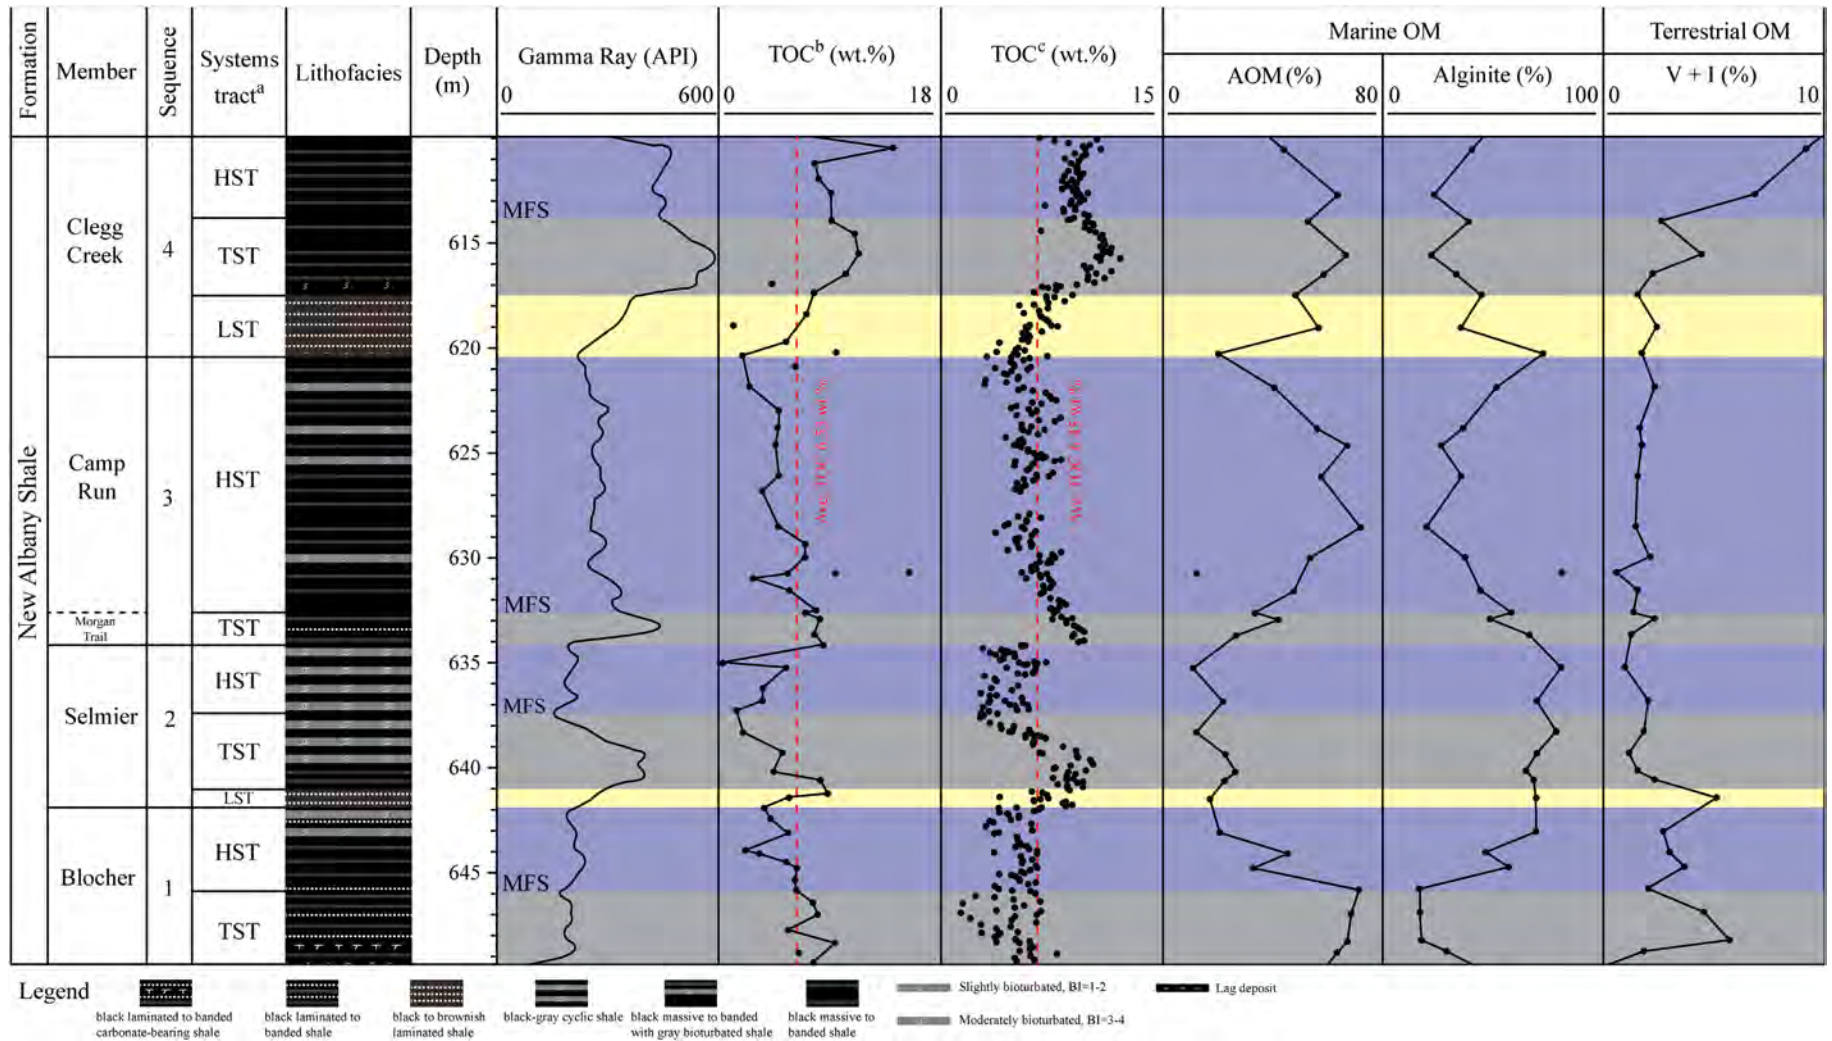 Formation
Member
Sequence
Systems
tractᵃ
Lithofacies
Depth
(m)
Gamma Ray (API)
0 600
TOCᵇ (wt.%)
0 18
TOCᶜ (wt.%)
0 15
Marine OM
AOM (%)
0 80
Alginite (%)
0 100
Terrestrial OM
V + I (%)
0 10
New Albany Shale
Clegg
Creek
4
HST
TST
LST
Camp
Run
3
HST
Morgan
Trail
TST
Selmier
2
HST
TST
LST
Blocher
1
HST
TST
615
620
625
630
635
640
645
MFS
MFS
MFS
MFS
Legend
black laminated to banded
carbonate-bearing shale
black laminated to
banded shale
black to brownish
laminated shale
black-gray cyclic shale
black massive to banded
with gray bioturbated shale
black massive to
banded shale
Slightly bioturbated, BI=1-2
Moderately bioturbated, BI=3-4
Lag deposit